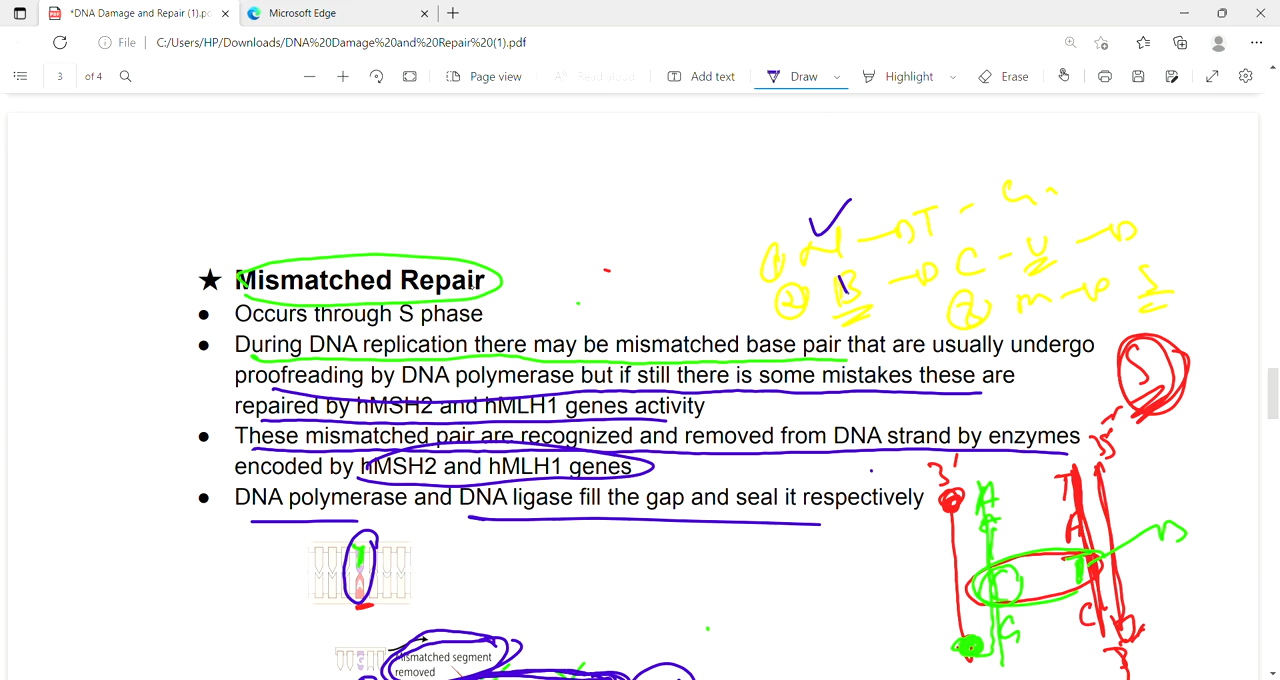 *DNA Damage and Repair (1).pd
Microsoft Edge
File
C:/Users/HP/Downloads/DNA%20Damage%20and%20Repair%20(1).pdf
3 of 4
Page view
Read aloud
Add text
Draw
Highlight
Erase
① → T -
② B → C - U →
③ m →
★ Mismatched Repair
● Occurs through S phase
● During DNA replication there may be mismatched base pair that are usually undergo
proofreading by DNA polymerase but if still there is some mistakes these are
repaired by hMSH2 and hMLH1 genes activity
● These mismatched pair are recognized and removed from DNA strand by enzymes
encoded by hMSH2 and hMLH1 genes
● DNA polymerase and DNA ligase fill the gap and seal it respectively
S
3'
A
T
A
C
T
G
C
T
A
G
Mismatched segment
removed